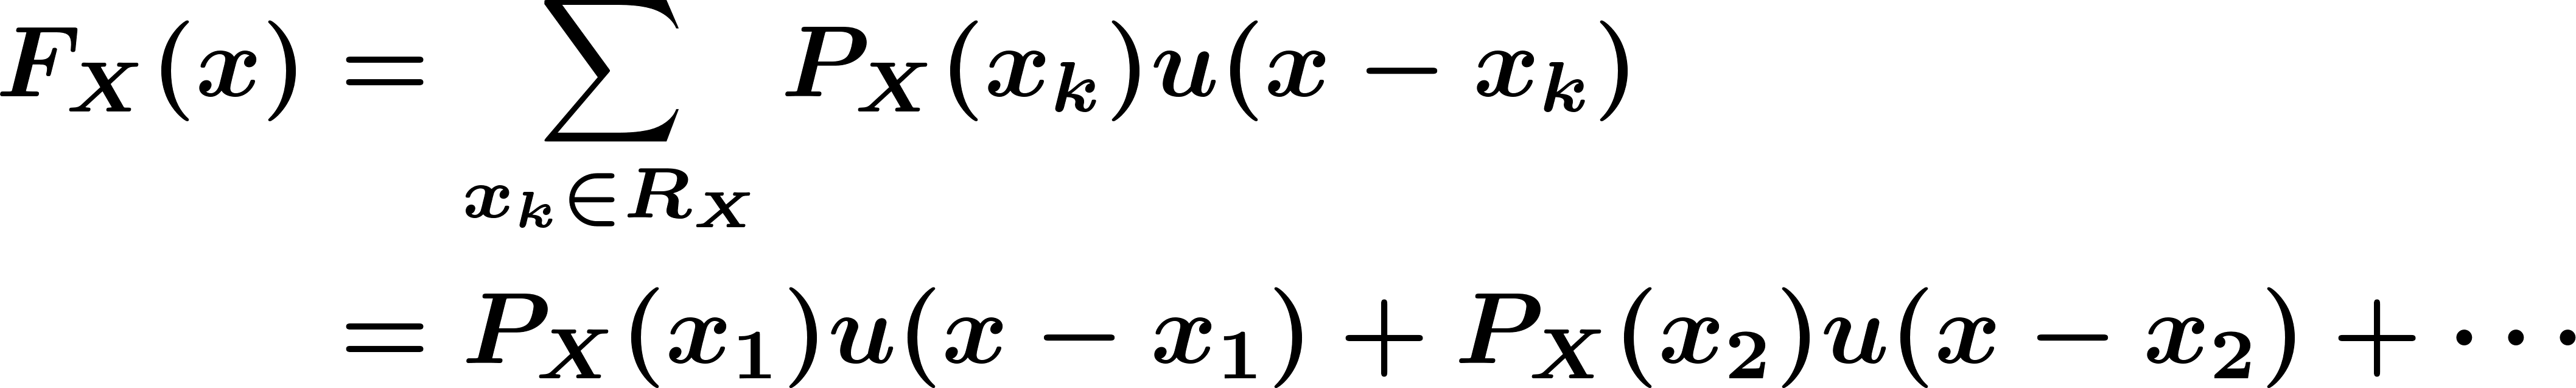 F_X(x) = \sum_{x_k \in R_X} P_X(x_k)u(x - x_k)
= P_X(x_1)u(x - x_1) + P_X(x_2)u(x - x_2) + \cdots